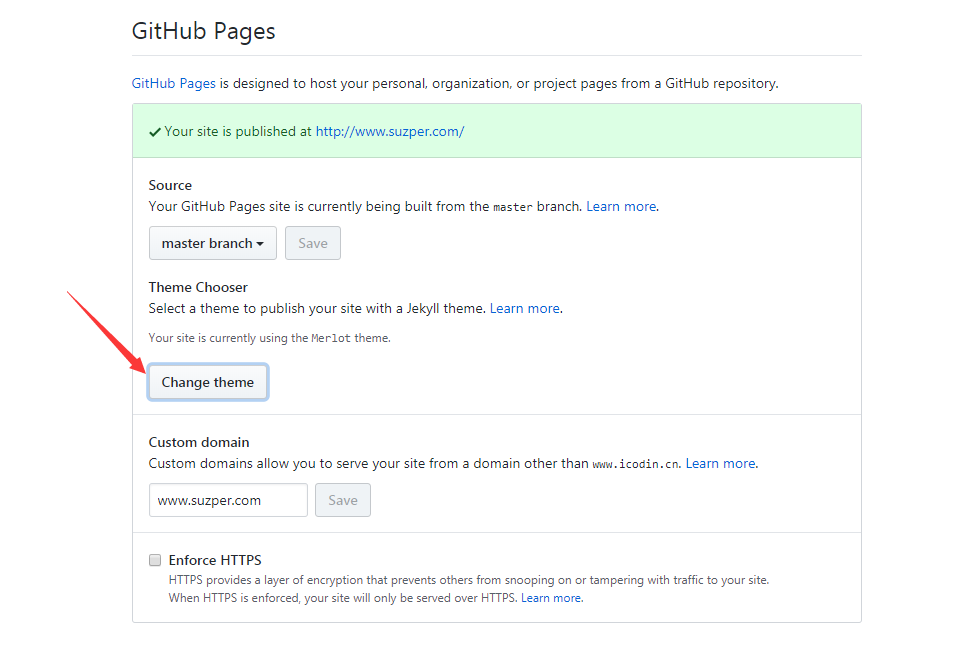 GitHub Pages
GitHub Pages is designed to host your personal, organization, or project pages from a GitHub repository.
Your site is published at http://www.suzper.com/
Source
Your GitHub Pages site is currently being built from the master branch. Learn more.
master branch Save
Theme Chooser
Select a theme to publish your site with a Jekyll theme. Learn more.
Your site is currently using the Merlot theme.
Change theme
Custom domain
Custom domains allow you to serve your site from a domain other than www.icodin.cn. Learn more.
www.suzper.com Save
Enforce HTTPS
HTTPS provides a layer of encryption that prevents others from snooping on or tampering with traffic to your site.
When HTTPS is enforced, your site will only be served over HTTPS. Learn more.